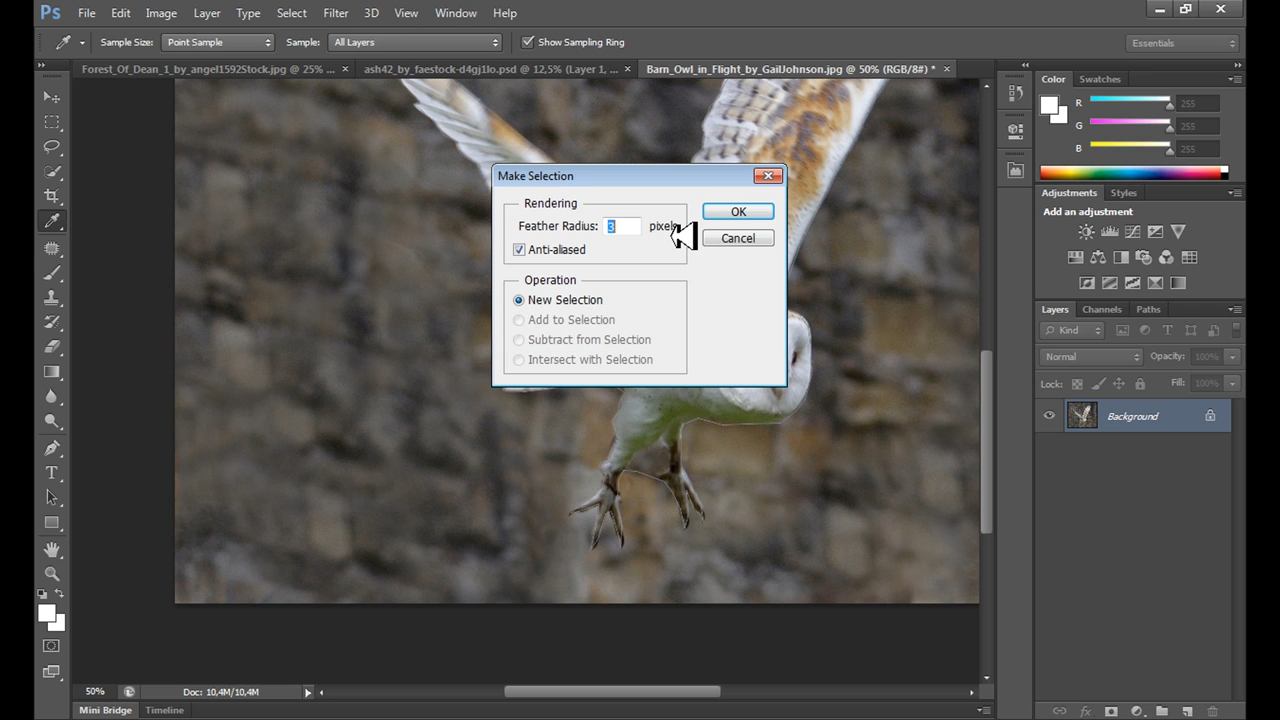 Ps File Edit Image Layer Type Select Filter 3D View Window Help
Sample Size: Point Sample Sample: All Layers Show Sampling Ring Essentials
Forest_Of_Dean_1_by_angel1592Stock.jpg @ 25% ... × ash42_by_faestock-d4gj1lo.psd @ 12,5% (Layer 1, ... × Barn_Owl_in_Flight_by_GailJohnson.jpg @ 50% (RGB/8#) * ×
Color Swatches
R 255
G 255
B 255
Adjustments Styles
Add an adjustment
Layers Channels Paths
Kind
Normal Opacity: 100%
Lock: Fill: 100%
Background
Make Selection
Rendering
Feather Radius: 3 pixels
Anti-aliased
OK
Cancel
Operation
New Selection
Add to Selection
Subtract from Selection
Intersect with Selection
50% Doc: 10,4M/10,4M
Mini Bridge Timeline